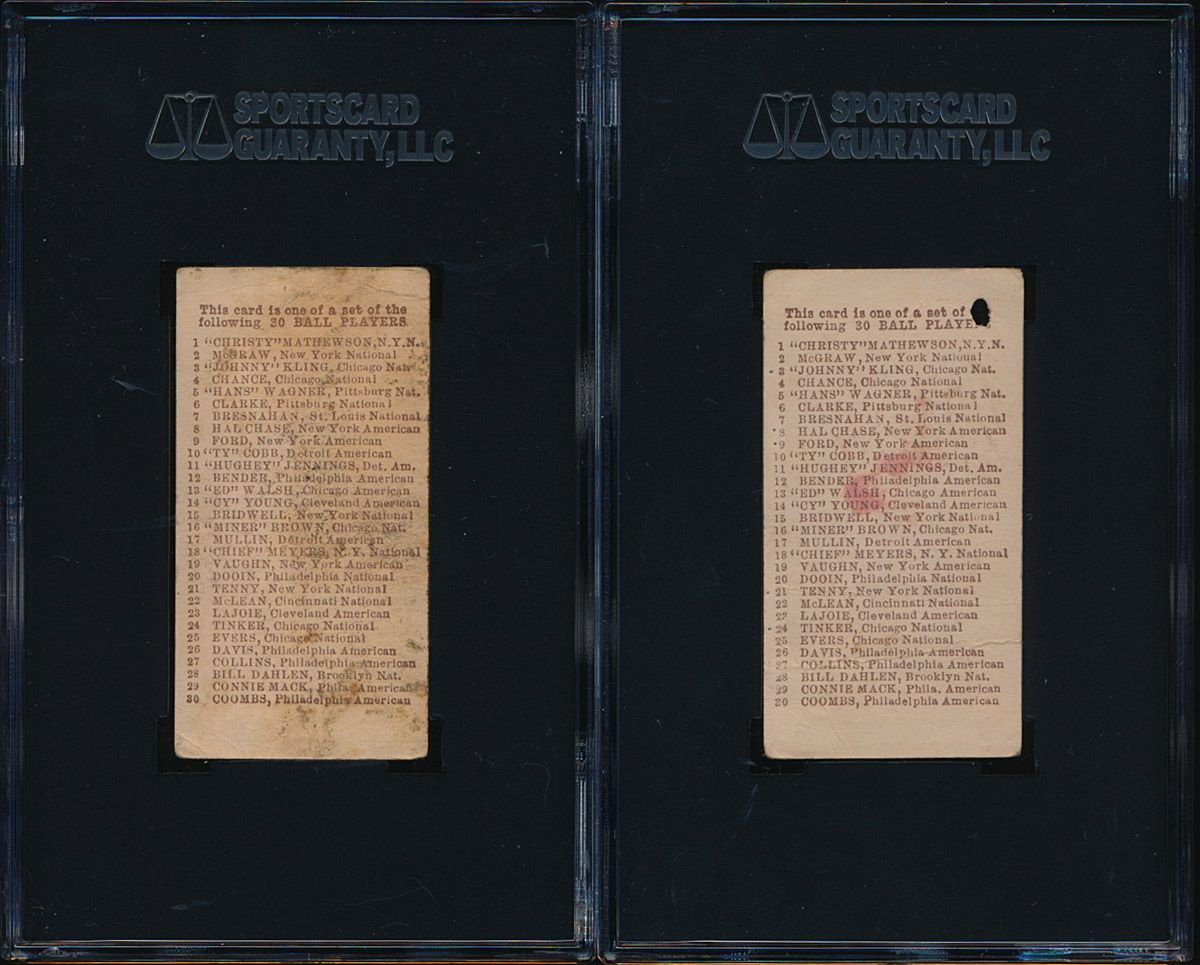 SPORTSCARD
GUARANTY, LLC
This card is one of a set of the
following 30 BALL PLAYERS
1 "CHRISTY" MATHEWSON, N.Y.N.
2 McGRAW, New York National
3 "JOHNNY" KLING, Chicago Nat.
4 CHANCE, Chicago National
5 "HANS" WAGNER, Pittsburg Nat.
6 CLARKE, Pittsburg National
7 BRESNAHAN, St. Louis National
8 HAL CHASE, New York American
9 FORD, New York American
10 "TY" COBB, Detroit American
11 "HUGHEY" JENNINGS, Det. Am.
12 BENDER, Philadelphia American
13 "ED" WALSH, Chicago American
14 "CY" YOUNG, Cleveland American
15 BRIDWELL, New York National
16 "MINER" BROWN, Chicago Nat.
17 MULLIN, Detroit American
18 "CHIEF" MEYERS, N. Y. National
19 VAUGHN, New York American
20 DOOIN, Philadelphia National
21 TENNY, New York National
22 McLEAN, Cincinnati National
23 LAJOIE, Cleveland American
24 TINKER, Chicago National
25 EVERS, Chicago National
26 DAVIS, Philadelphia American
27 COLLINS, Philadelphia American
28 BILL DAHLEN, Brooklyn Nat.
29 CONNIE MACK, Phila. American
30 COOMBS, Philadelphia American
SPORTSCARD
GUARANTY, LLC
This card is one of a set of
following 30 BALL PLAYE
1 "CHRISTY" MATHEWSON, N.Y.N.
2 McGRAW, New York National
3 "JOHNNY" KLING, Chicago Nat.
4 CHANCE, Chicago National
5 "HANS" WAGNER, Pittsburg Nat.
6 CLARKE, Pittsburg National
7 BRESNAHAN, St. Louis National
8 HAL CHASE, New York American
9 FORD, New York American
10 "TY" COBB, Detroit American
11 "HUGHEY" JENNINGS, Det. Am.
12 BENDER, Philadelphia American
13 "ED" WALSH, Chicago American
14 "CY" YOUNG, Cleveland American
15 BRIDWELL, New York National
16 "MINER" BROWN, Chicago Nat.
17 MULLIN, Detroit American
18 "CHIEF" MEYERS, N. Y. National
19 VAUGHN, New York American
20 DOOIN, Philadelphia National
21 TENNY, New York National
22 McLEAN, Cincinnati National
23 LAJOIE, Cleveland American
24 TINKER, Chicago National
25 EVERS, Chicago National
26 DAVIS, Philadelphia American
27 COLLINS, Philadelphia American
28 BILL DAHLEN, Brooklyn Nat.
29 CONNIE MACK, Phila. American
30 COOMBS, Philadelphia American